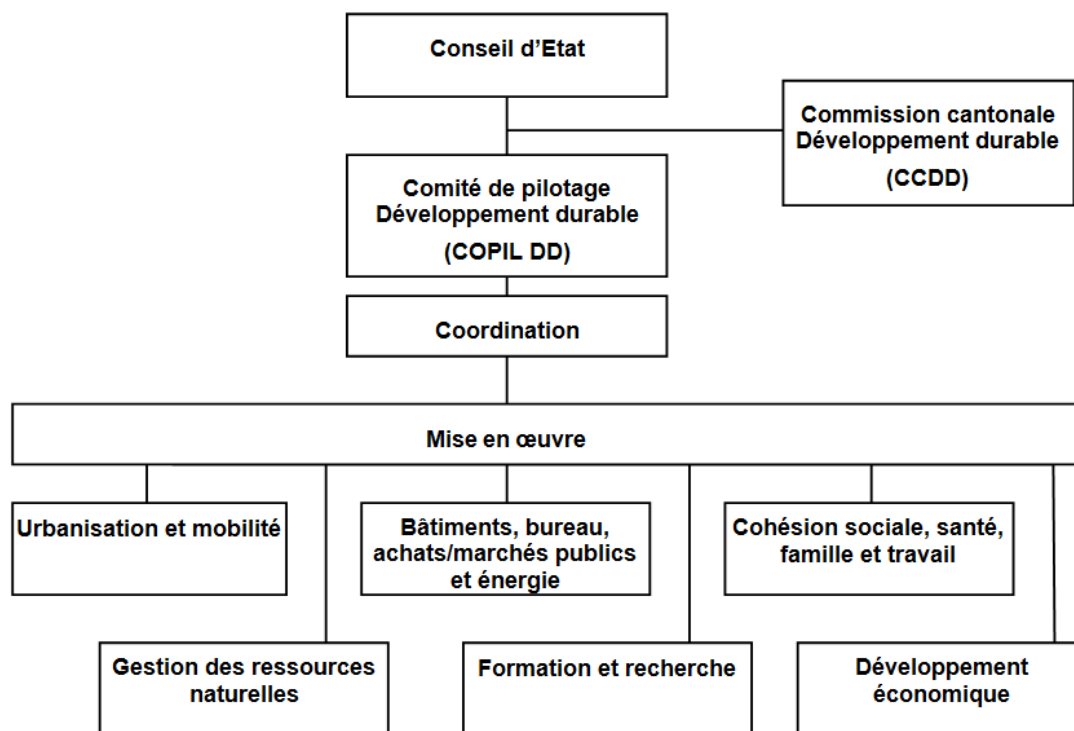 Conseil d'Etat
Commission cantonale
Développement durable
(CCDD)
Comité de pilotage
Développement durable
(COPIL DD)
Coordination
Mise en œuvre
Urbanisation et mobilité
Bâtiments, bureau,
achats/marchés publics
et énergie
Cohésion sociale, santé,
famille et travail
Gestion des ressources
naturelles
Formation et recherche
Développement
économique